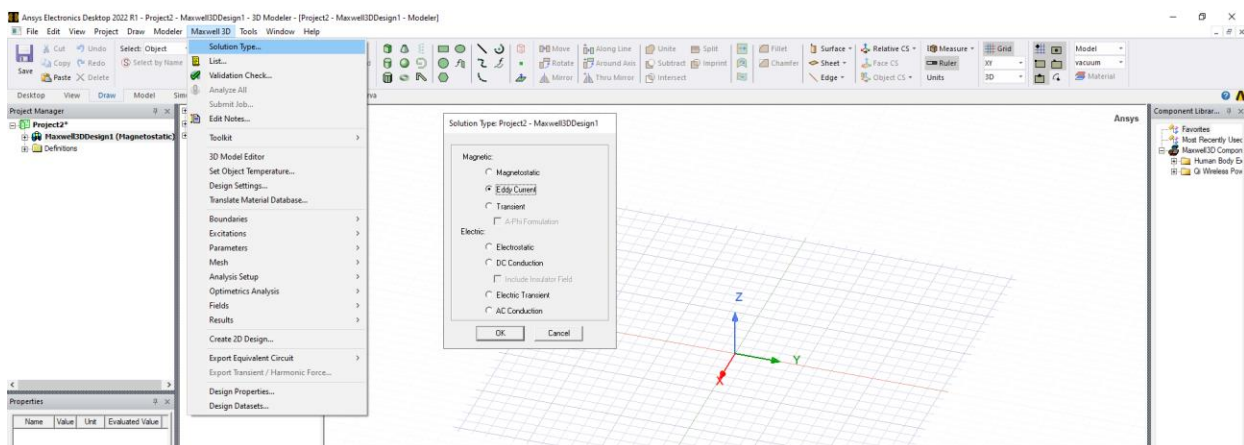 Ansys Electronics Desktop 2022 R1 - Project2 - Maxwell3DDesign1 - 3D Modeler - [Project2 - Maxwell3DDesign1 - Modeler]
File Edit View Project Draw Modeler Maxwell 3D Tools Window Help
Save
Cut Undo
Copy Redo
Paste Delete
Select: Object
Select by Name
Move Along Line Unite Split Fillet
Rotate Around Axis Subtract Imprint Chamfer
Mirror Thru Mirror Intersect
Surface Relative CS Measure Grid Model
Sheet Face CS Ruler XY vacuum
Edge Object CS Units 3D Material
Desktop View Draw Model
Project Manager
Project2*
Maxwell3DDesign1 (Magnetostatic)
Definitions
Solution Type...
List...
Validation Check...
Analyze All
Submit Job...
Edit Notes...
Toolkit
3D Model Editor
Set Object Temperature...
Design Settings...
Translate Material Database...
Boundaries
Excitations
Parameters
Mesh
Analysis Setup
Optimetrics Analysis
Fields
Results
Create 2D Design...
Export Equivalent Circuit
Export Transient / Harmonic Force...
Design Properties...
Design Datasets...
Solution Type: Project2 - Maxwell3DDesign1
Magnetic:
Magnetostatic
Eddy Current
Transient
A-Phi Formulation
Electric:
Electrostatic
DC Conduction
Include Insulator Field
Electric Transient
AC Conduction
OK Cancel
Ansys
Z
Y
X
Component Librar...
Favorites
Most Recently Usec
Maxwell3D Compon
Human Body Ex
Qi Wireless Pow
Properties
Name Value Unit Evaluated Value